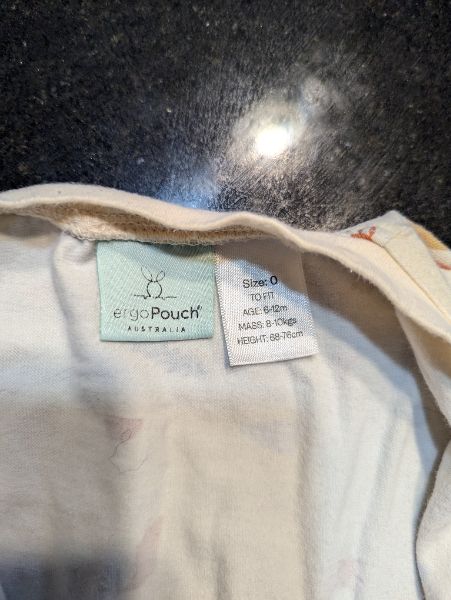 ergoPouch
AUSTRALIA
Size: 0
TO FIT
AGE: 6-12m
MASS: 8-10kgs
HEIGHT: 68-76cm